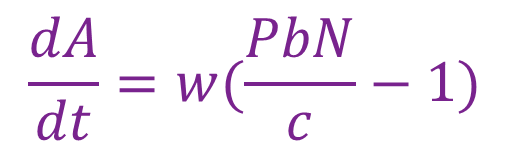 dA/dt = w(PbN/c − 1)